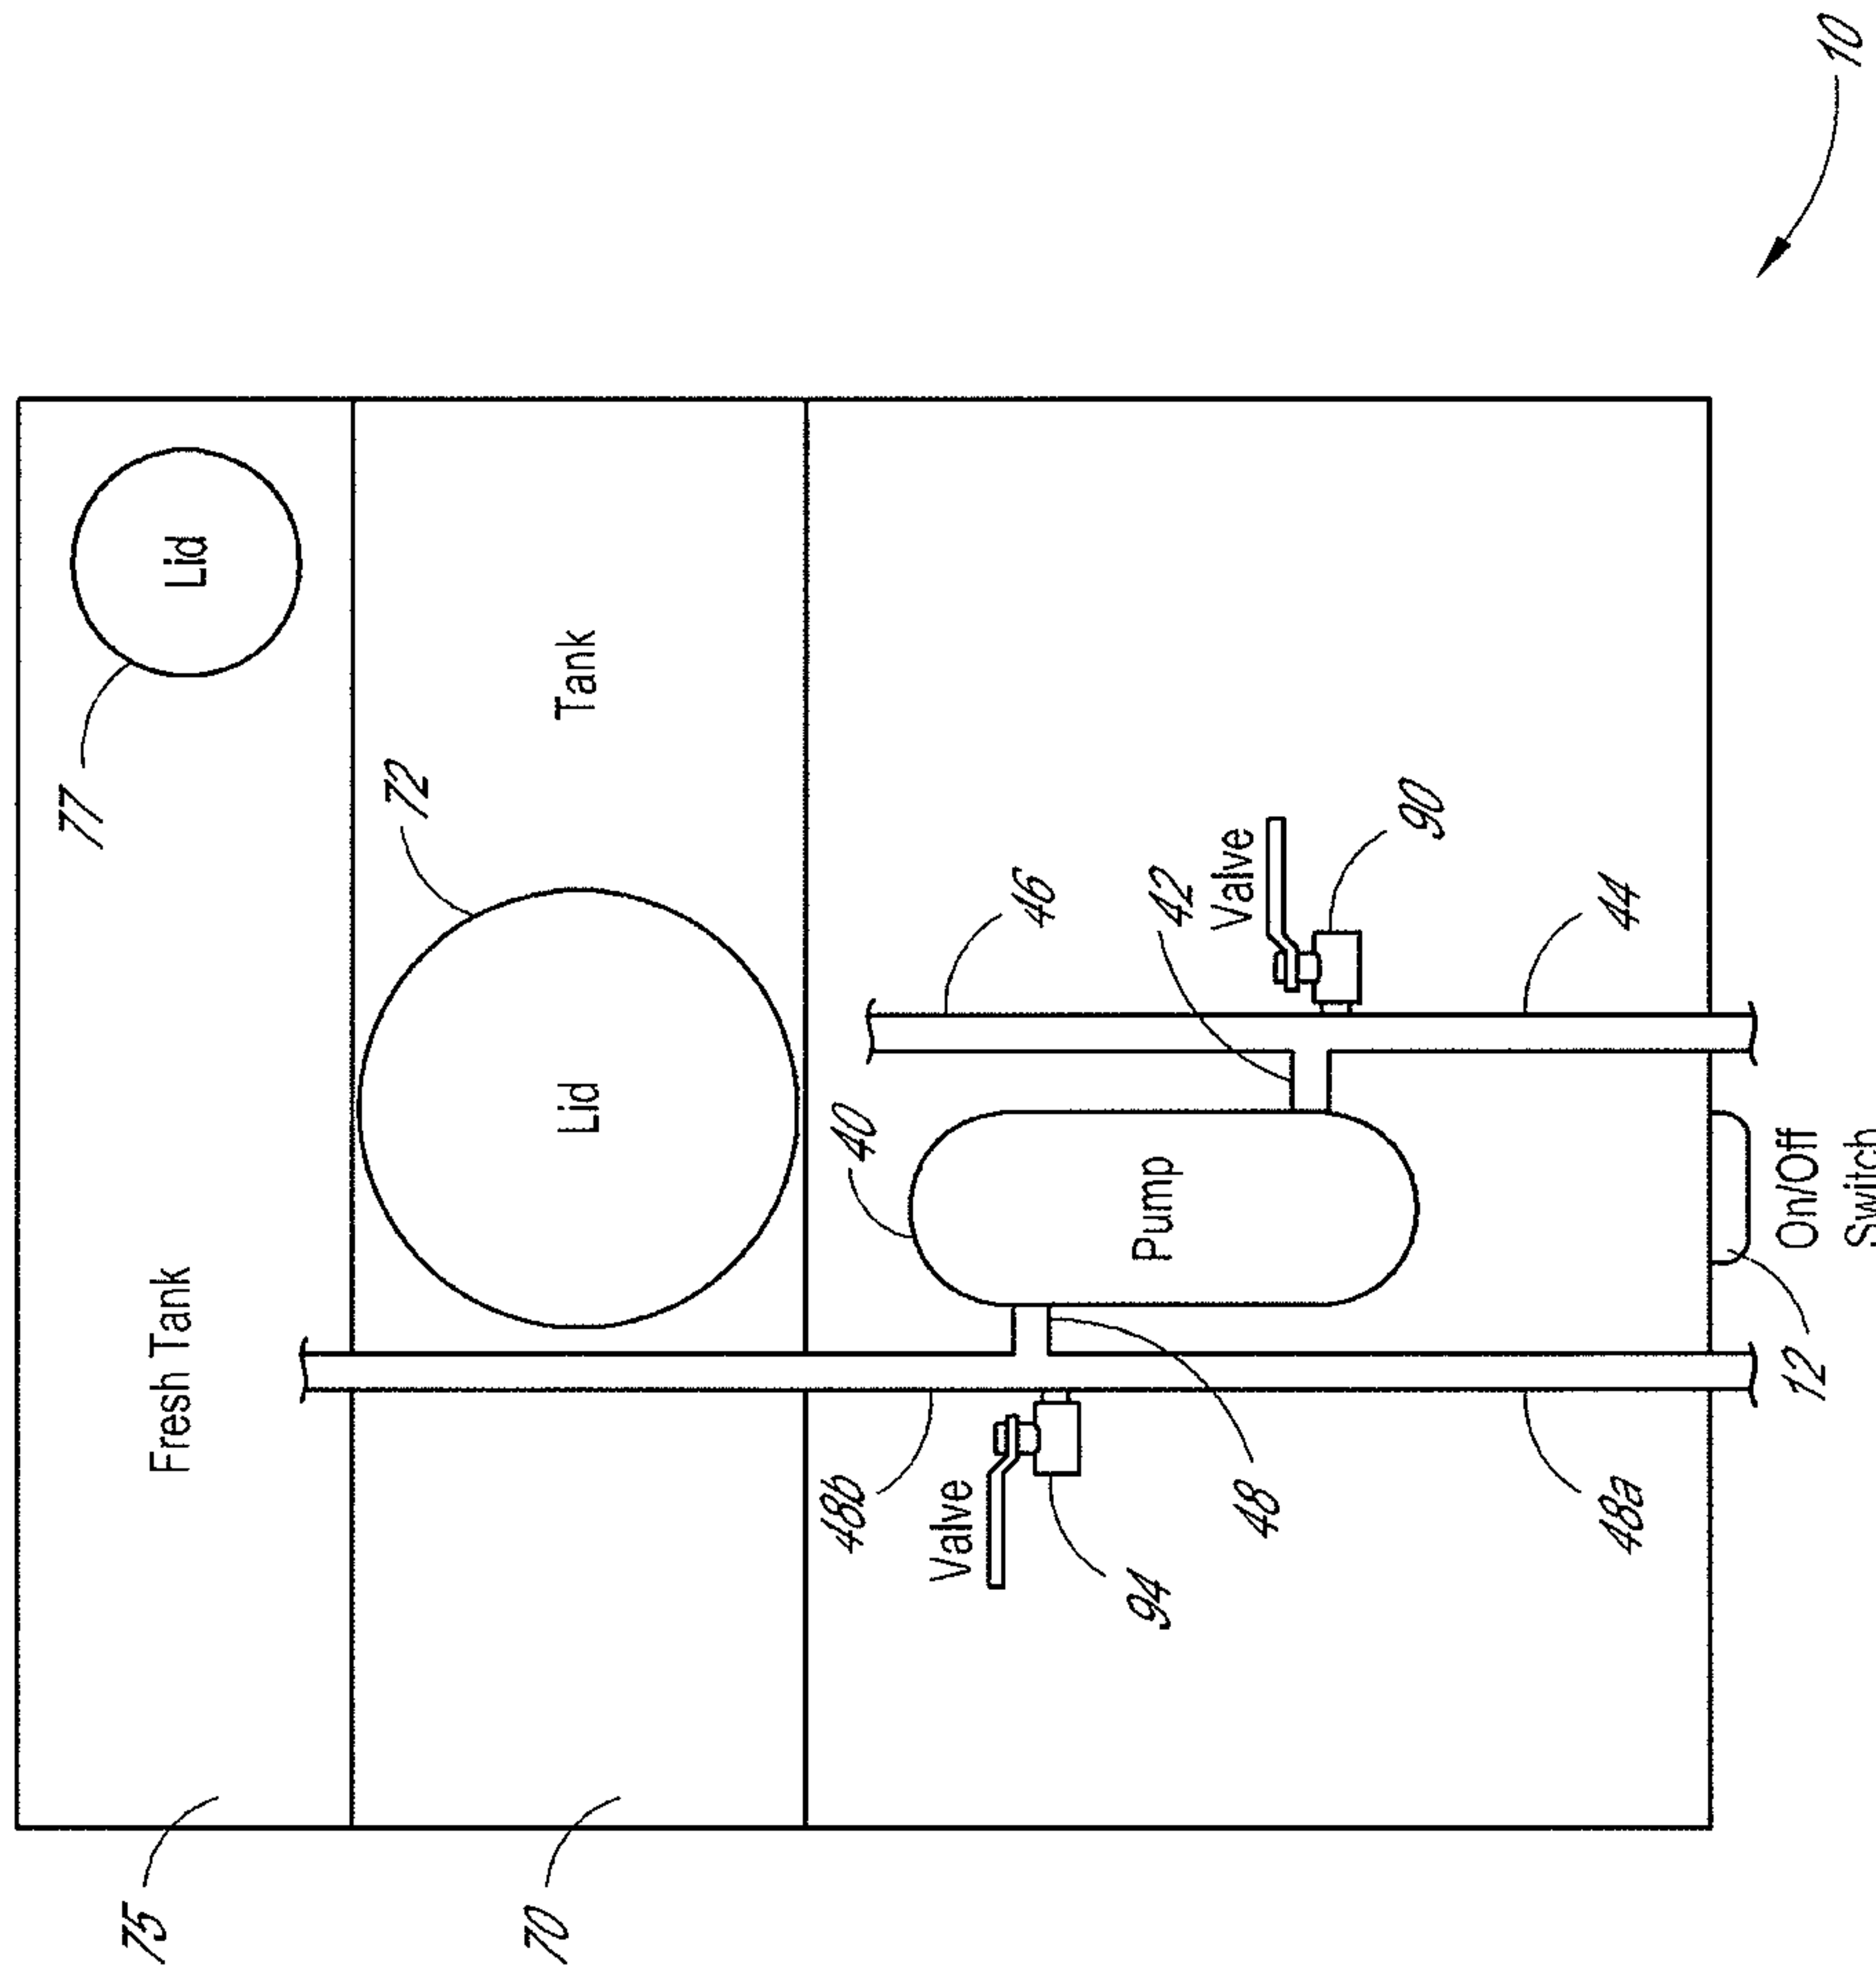 10
Lid
77
Fresh Tank
75
Tank
72
Lid
70
46
42
Valve
90
44
40
Pump
48b
Valve
94
48
48a
12
On/Off
Switch